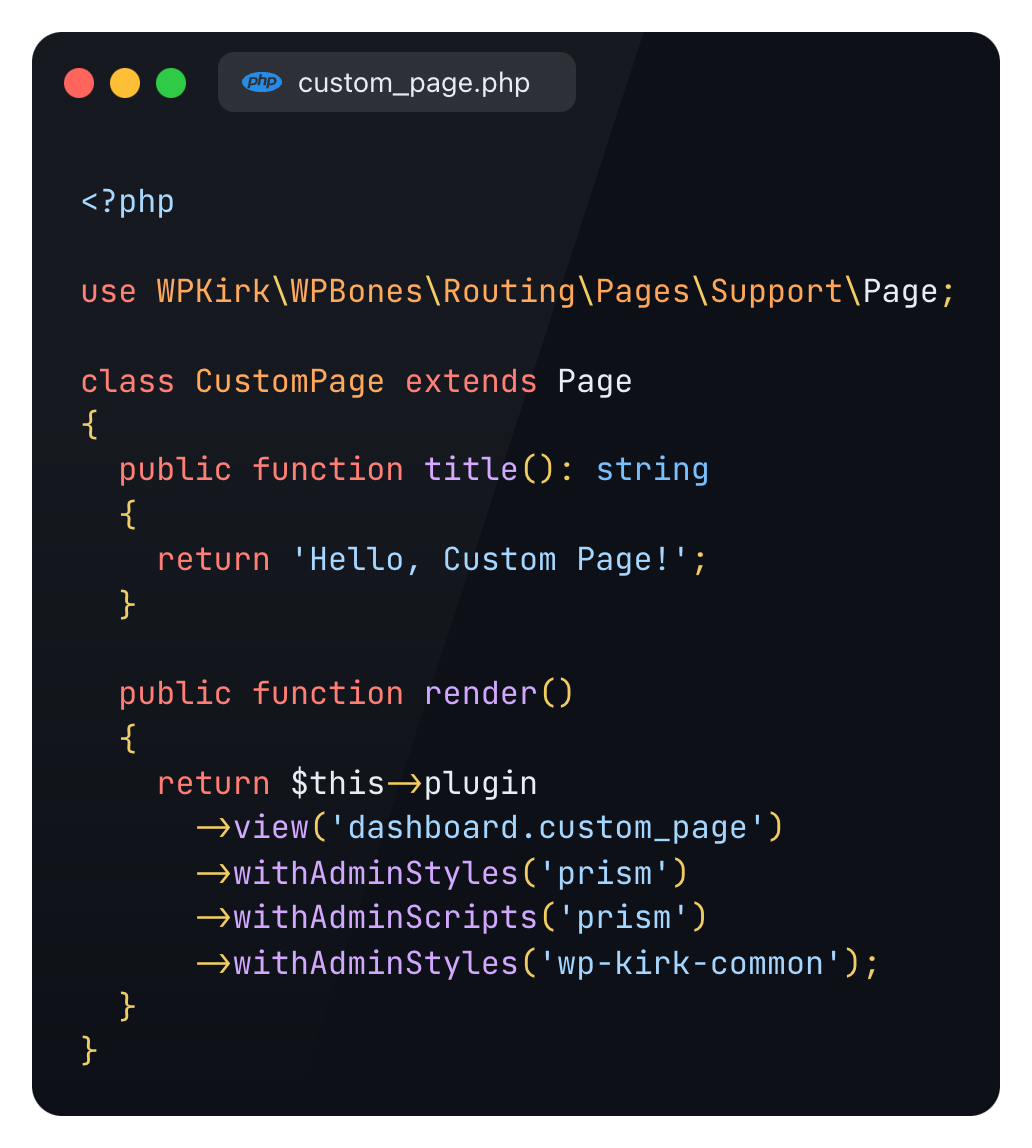 php custom_page.php
<?php

use WPKirk\WPBones\Routing\Pages\Support\Page;

class CustomPage extends Page
{
  public function title(): string
  {
    return 'Hello, Custom Page!';
  }

  public function render()
  {
    return $this->plugin
      ->view('dashboard.custom_page')
      ->withAdminStyles('prism')
      ->withAdminScripts('prism')
      ->withAdminStyles('wp-kirk-common');
  }
}